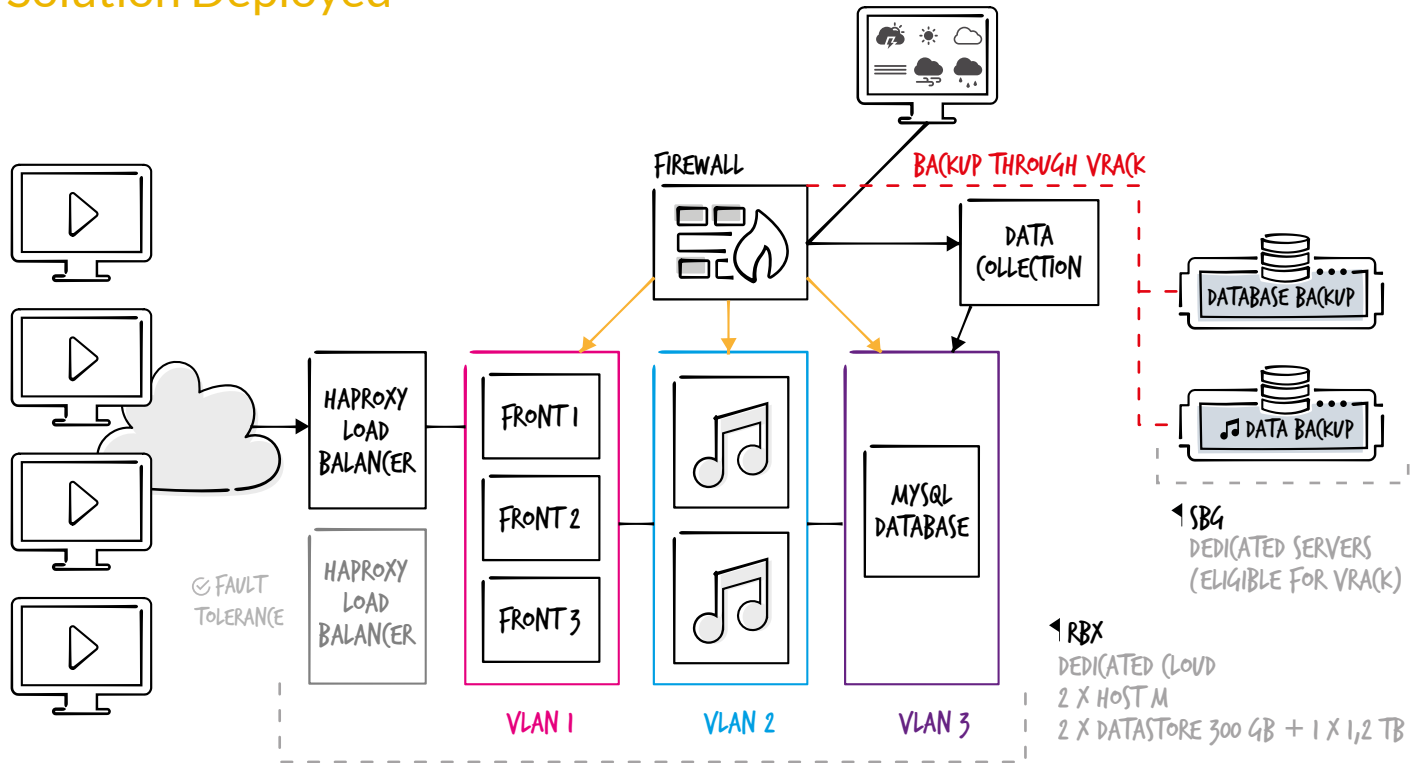 Solution Deployed
FIREWALL
BACKUP THROUGH VRACK
DATA
COLLECTION
DATABASE BACKUP
DATA BACKUP
HAPROXY
LOAD
BALANCER
FRONT 1
FRONT 2
FRONT 3
MYSQL
DATABASE
FAULT
TOLERANCE
HAPROXY
LOAD
BALANCER
SBG
DEDICATED SERVERS
(ELIGIBLE FOR VRACK)
RBX
DEDICATED CLOUD
2 X HOST M
2 X DATASTORE 300 GB + 1 X 1,2 TB
VLAN 1
VLAN 2
VLAN 3